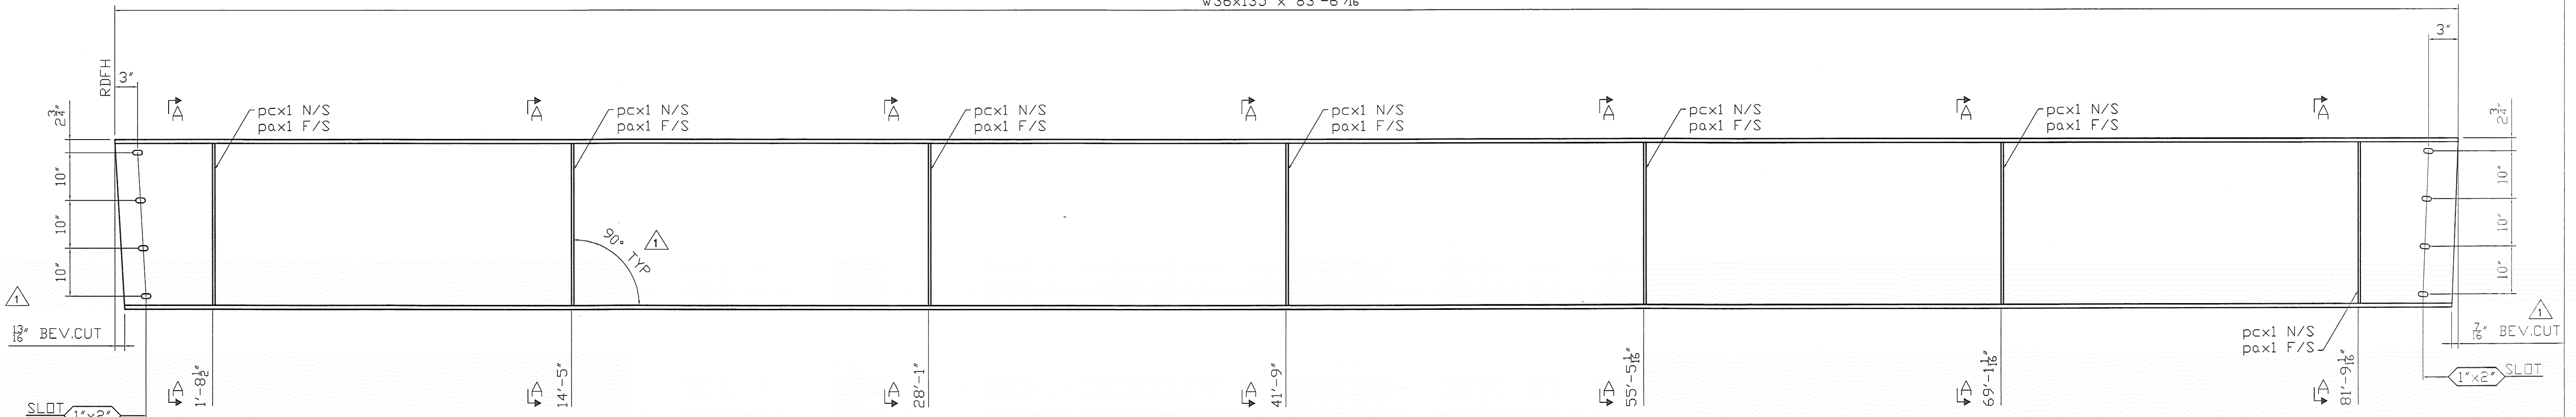 W36x135 x 83'-6 1/16
3"
3"
RDFH
2 3/4"
10"
10"
10"
A
A
A
A
A
A
A
pcx1 N/S
pax1 F/S
pcx1 N/S
pax1 F/S
pcx1 N/S
pax1 F/S
pcx1 N/S
pax1 F/S
pcx1 N/S
pax1 F/S
pcx1 N/S
pax1 F/S
2 3/4"
10"
10"
10"
90° TYP
1
1
13/16" BEV.CUT
1
7/16" BEV.CUT
pcx1 N/S
pax1 F/S
A
1'-8 1/2"
A
14'-5"
A
28'-1"
A
41'-9"
A
55'-5 1/16"
A
69'-1 1/16"
A
81'-9 1/16"
SLOT
1"x2"
1"x2"
SLOT